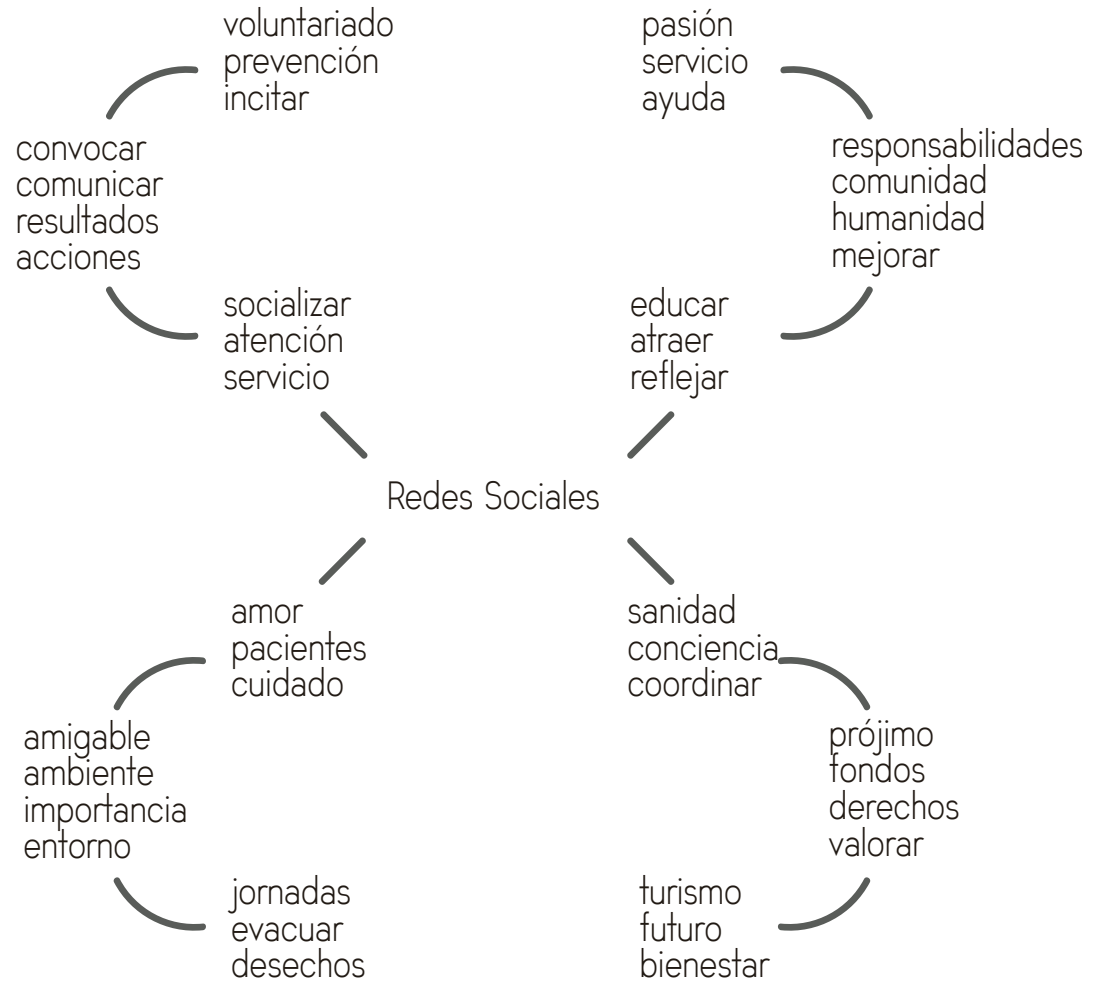 voluntariado
prevención
incitar
pasión
servicio
ayuda
convocar
comunicar
resultados
acciones
responsabilidades
comunidad
humanidad
mejorar
socializar
atención
servicio
educar
atraer
reflejar
Redes Sociales
amor
pacientes
cuidado
sanidad
conciencia
coordinar
amigable
ambiente
importancia
entorno
prójimo
fondos
derechos
valorar
jornadas
evacuar
desechos
turismo
futuro
bienestar